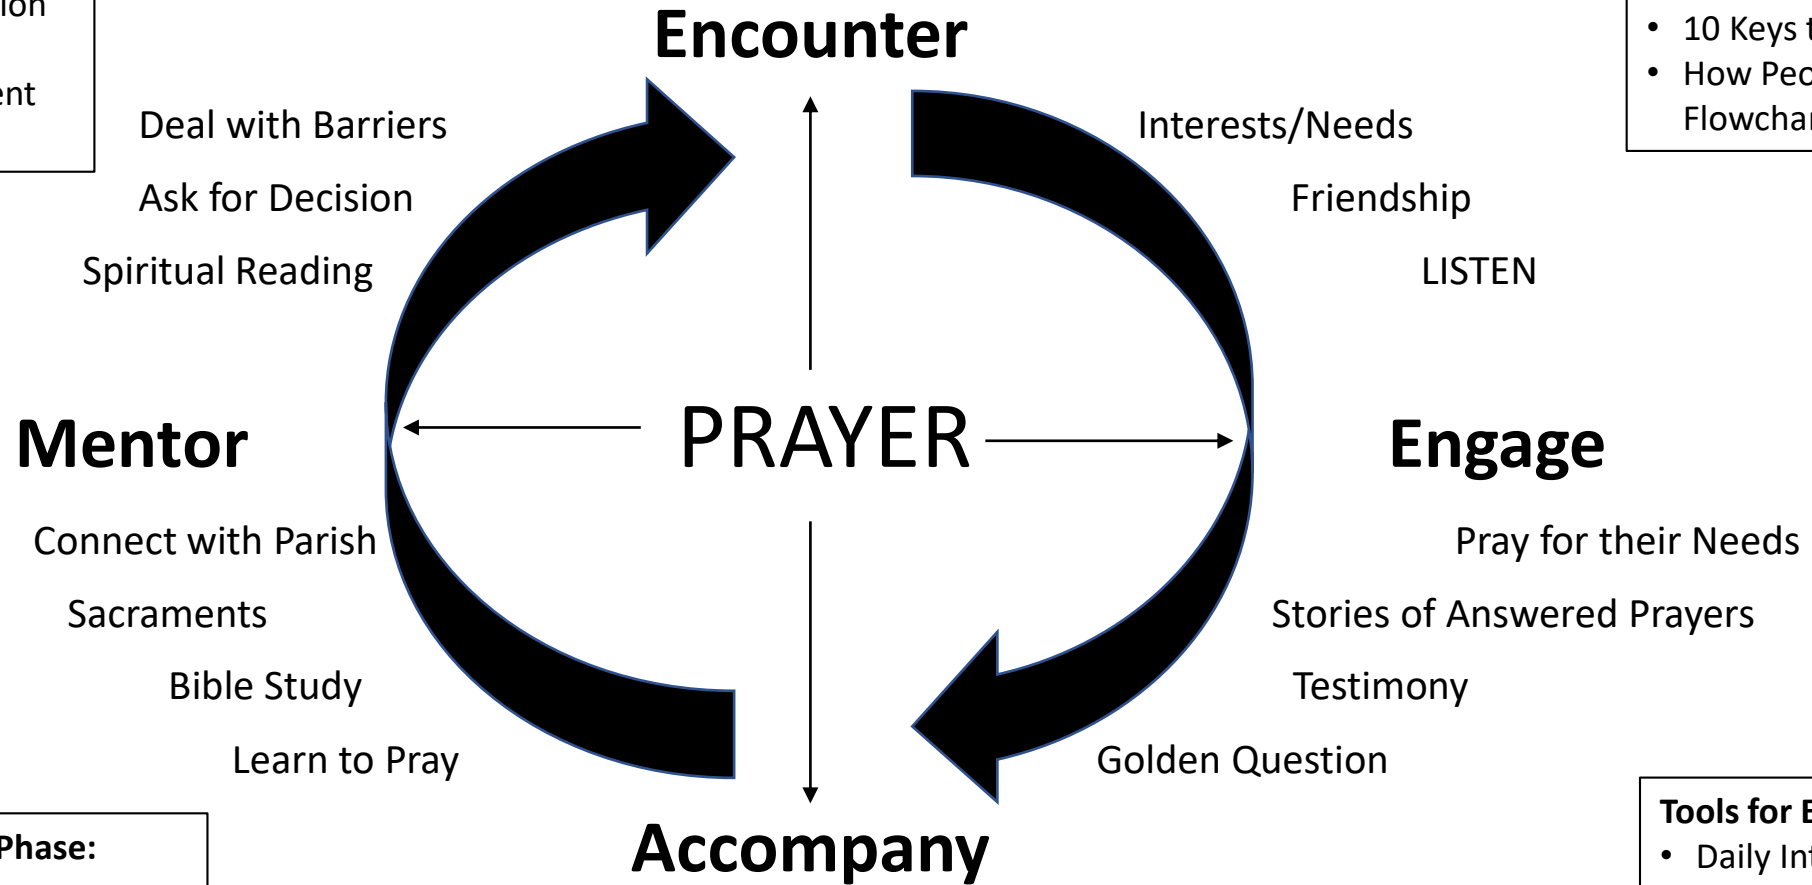 Encounter
• 10 Keys
• How
Flowchar
Deal with Barriers
Ask for Decision
Spiritual Reading
Interests/Needs
Friendship
LISTEN
Mentor
PRAYER
Engage
Connect with Parish
Sacraments
Bible Study
Learn to Pray
Pray for their Needs
Stories of Answered Prayers
Testimony
Golden Question
Phase:
Accompany
Tools for
• Daily